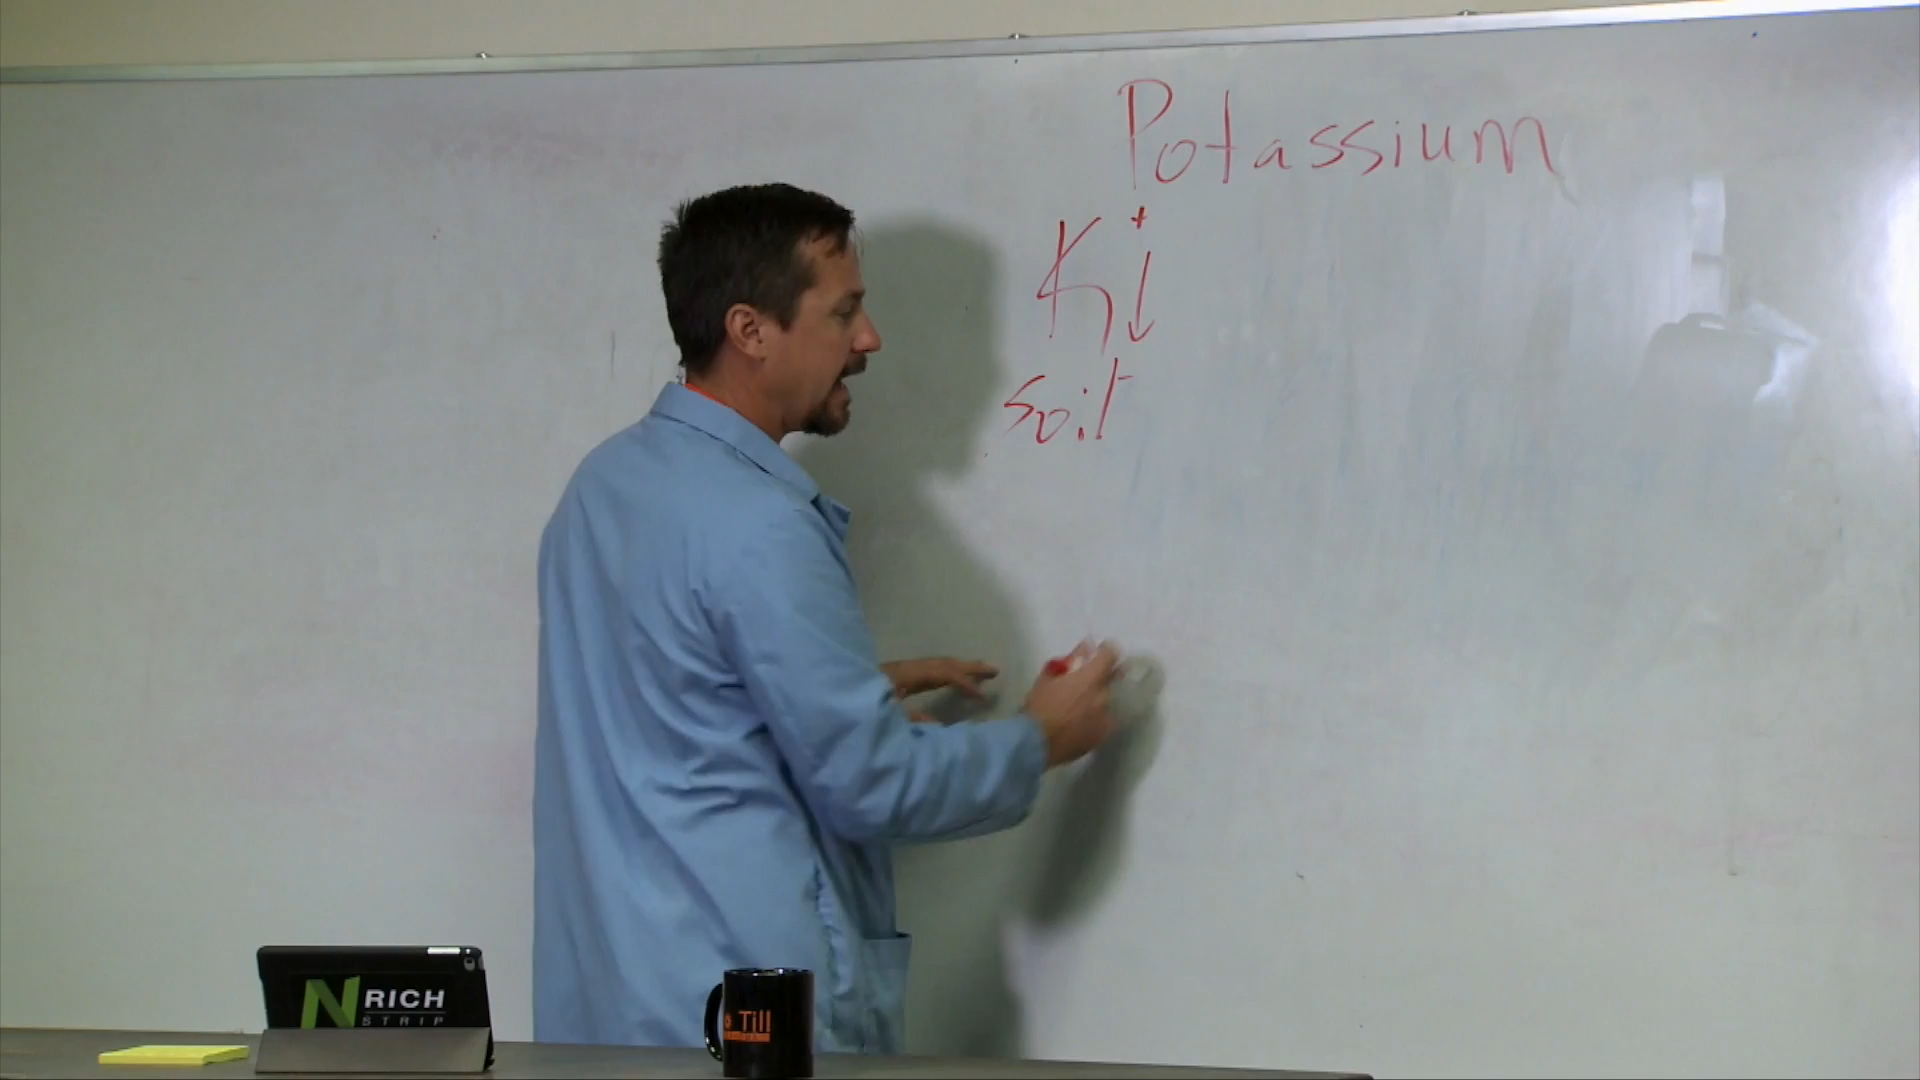 Potassium
K+
↓
soil-
NRICH
STRIP
Till